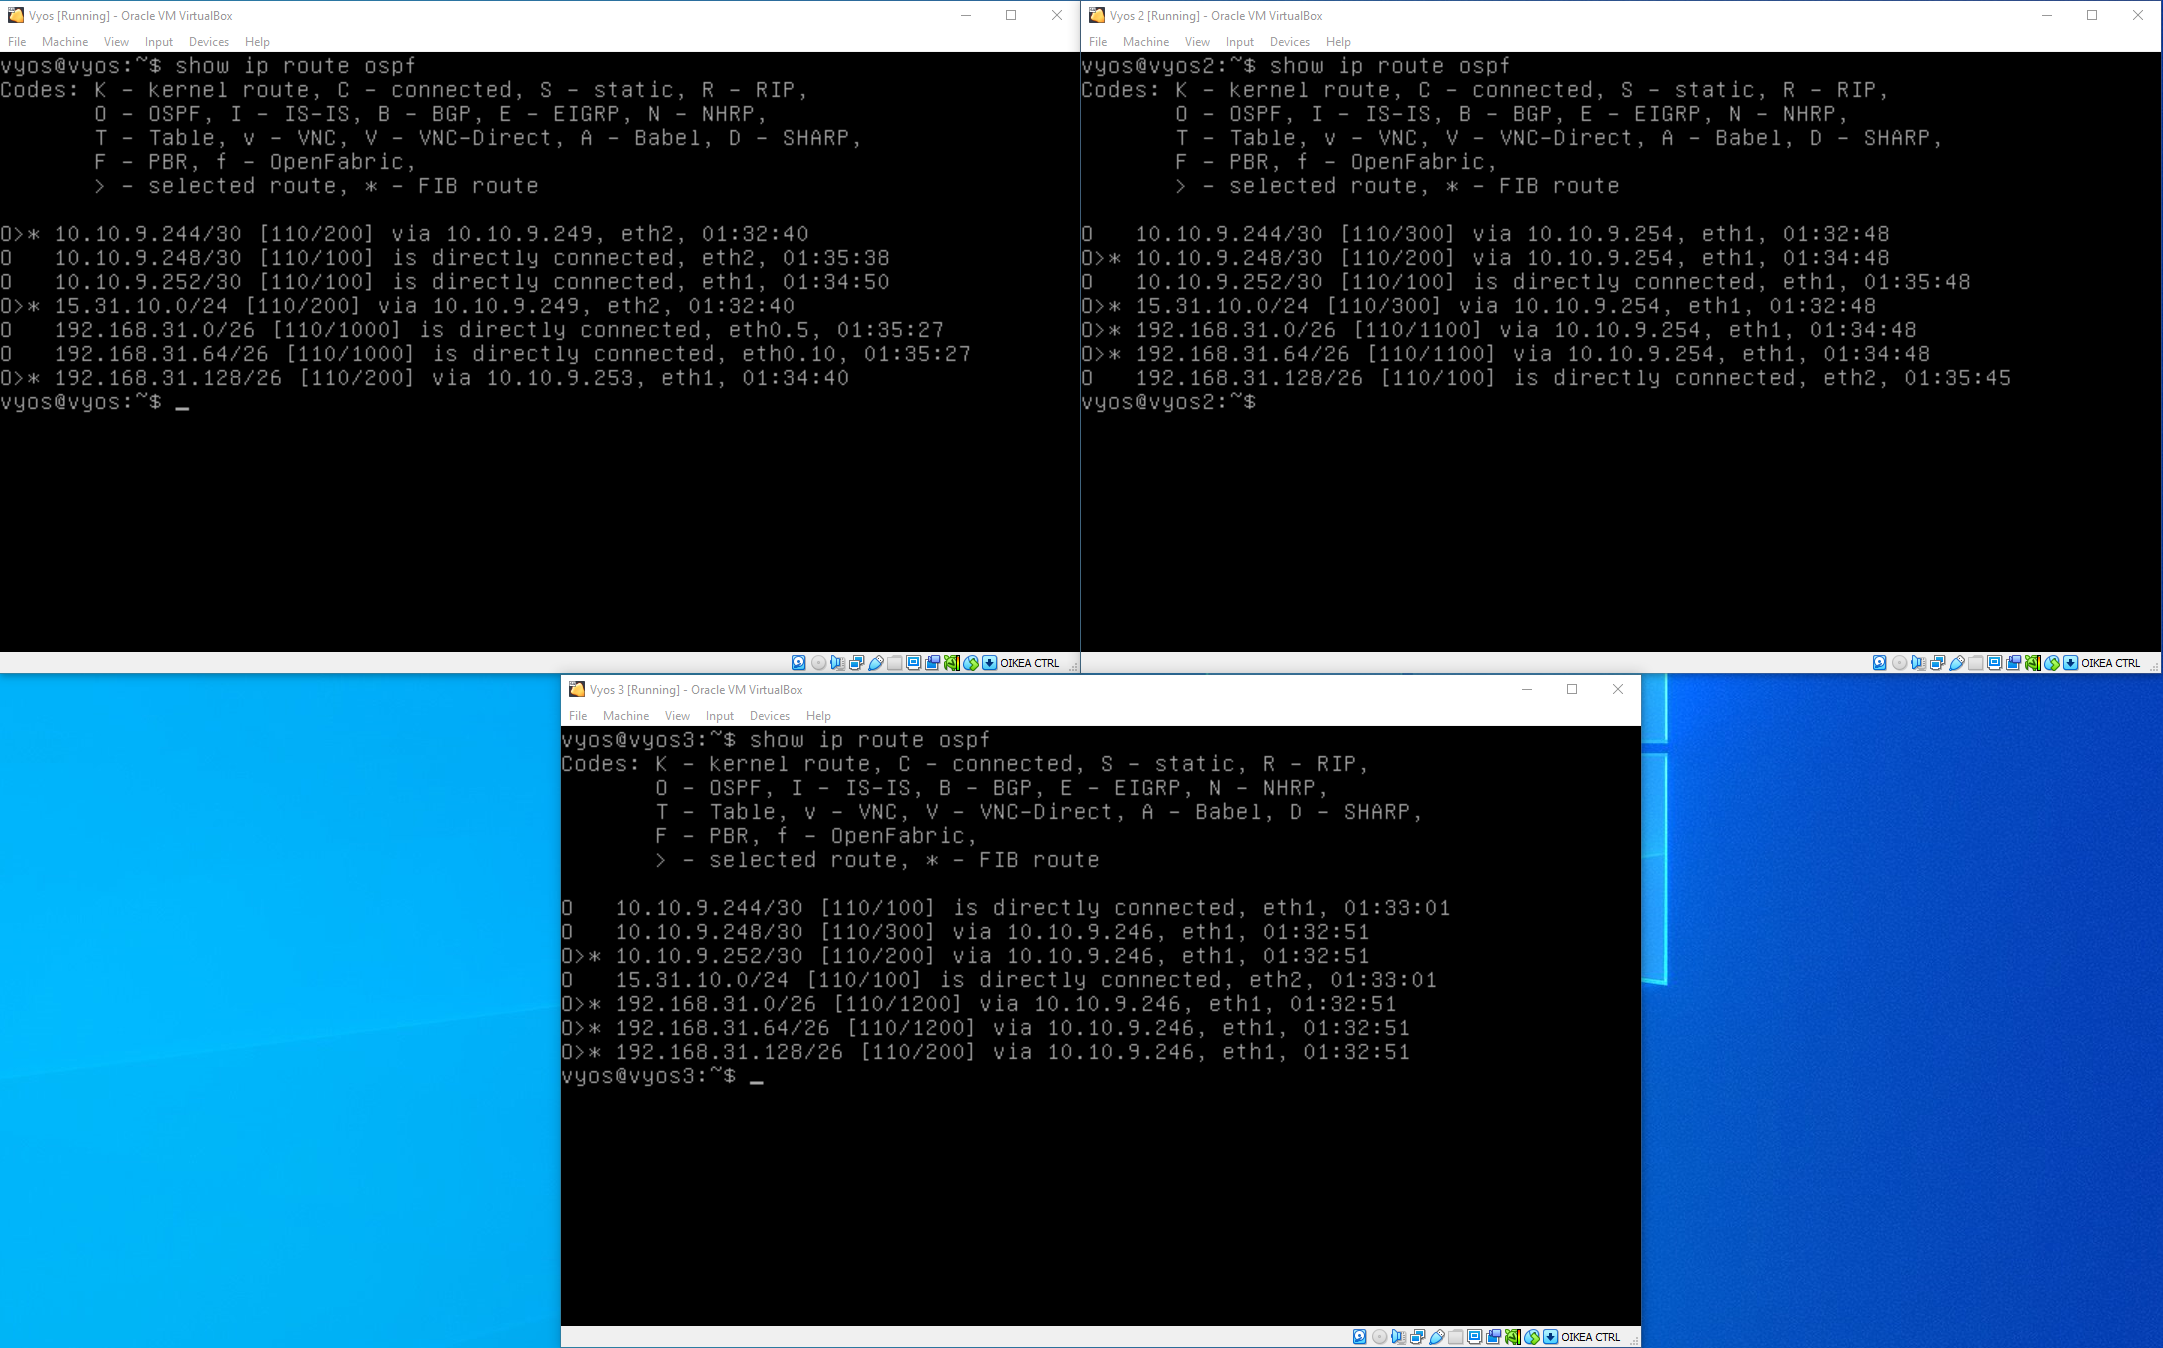 Vyos [Running] - Oracle VM VirtualBox
File Machine View Input Devices Help
vyos@vyos:~$ show ip route ospf
Codes: K - kernel route, C - connected, S - static, R - RIP,
O - OSPF, I - IS-IS, B - BGP, E - EIGRP, N - NHRP,
T - Table, v - VNC, V - VNC-Direct, A - Babel, D - SHARP,
F - PBR, f - OpenFabric,
> - selected route, * - FIB route
O>* 10.10.9.244/30 [110/200] via 10.10.9.249, eth2, 01:32:40
O   10.10.9.248/30 [110/100] is directly connected, eth2, 01:35:38
O   10.10.9.252/30 [110/100] is directly connected, eth1, 01:34:50
O>* 15.31.10.0/24 [110/200] via 10.10.9.249, eth2, 01:32:40
O   192.168.31.0/26 [110/1000] is directly connected, eth0.5, 01:35:27
O   192.168.31.64/26 [110/1000] is directly connected, eth0.10, 01:35:27
O>* 192.168.31.128/26 [110/200] via 10.10.9.253, eth1, 01:34:40
vyos@vyos:~$ _
OIKEA CTRL
Vyos 2 [Running] - Oracle VM VirtualBox
File Machine View Input Devices Help
vyos@vyos2:~$ show ip route ospf
Codes: K - kernel route, C - connected, S - static, R - RIP,
O - OSPF, I - IS-IS, B - BGP, E - EIGRP, N - NHRP,
T - Table, v - VNC, V - VNC-Direct, A - Babel, D - SHARP,
F - PBR, f - OpenFabric,
> - selected route, * - FIB route
O   10.10.9.244/30 [110/300] via 10.10.9.254, eth1, 01:32:48
O>* 10.10.9.248/30 [110/200] via 10.10.9.254, eth1, 01:34:48
O   10.10.9.252/30 [110/100] is directly connected, eth1, 01:35:48
O>* 15.31.10.0/24 [110/300] via 10.10.9.254, eth1, 01:32:48
O>* 192.168.31.0/26 [110/1100] via 10.10.9.254, eth1, 01:34:48
O>* 192.168.31.64/26 [110/1100] via 10.10.9.254, eth1, 01:34:48
O   192.168.31.128/26 [110/100] is directly connected, eth2, 01:35:45
vyos@vyos2:~$
OIKEA CTRL
Vyos 3 [Running] - Oracle VM VirtualBox
File Machine View Input Devices Help
vyos@vyos3:~$ show ip route ospf
Codes: K - kernel route, C - connected, S - static, R - RIP,
O - OSPF, I - IS-IS, B - BGP, E - EIGRP, N - NHRP,
T - Table, v - VNC, V - VNC-Direct, A - Babel, D - SHARP,
F - PBR, f - OpenFabric,
> - selected route, * - FIB route
O   10.10.9.244/30 [110/100] is directly connected, eth1, 01:33:01
O   10.10.9.248/30 [110/300] via 10.10.9.246, eth1, 01:32:51
O>* 10.10.9.252/30 [110/200] via 10.10.9.246, eth1, 01:32:51
O   15.31.10.0/24 [110/100] is directly connected, eth2, 01:33:01
O>* 192.168.31.0/26 [110/1200] via 10.10.9.246, eth1, 01:32:51
O>* 192.168.31.64/26 [110/1200] via 10.10.9.246, eth1, 01:32:51
O>* 192.168.31.128/26 [110/200] via 10.10.9.246, eth1, 01:32:51
vyos@vyos3:~$ _
OIKEA CTRL